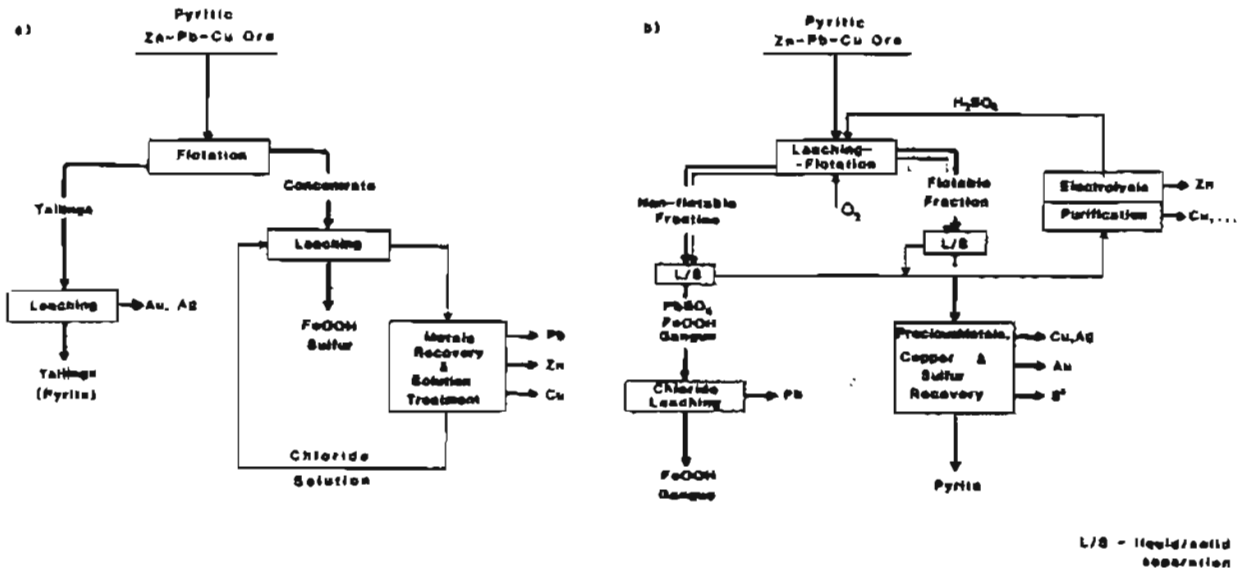 a)
Pyritic
Zn-Pb-Cu Ore
Flotation
Tailings
Concentrate
Leaching
Leaching
Au, Ag
Tailings
(Pyrite)
FeOOH
Sulfur
Metals
Recovery
&
Solution
Treatment
Pb
Zn
Cu
Chloride
Solution
b)
Pyritic
Zn-Pb-Cu Ore
H₂SO₄
Leaching-
-Flotation
O₂
Non-flotable
Fraction
Flotable
Fraction
Electrolysis
Purification
Zn
Cu,...
L/S
L/S
PbSO₄
FeOOH
Gangue
Chloride
Leaching
Pb
FeOOH
Gangue
Precious Metals,
Copper &
Sulfur
Recovery
Cu,Ag
Au
S°
Pyrite
L/S - liquid/solid
separation